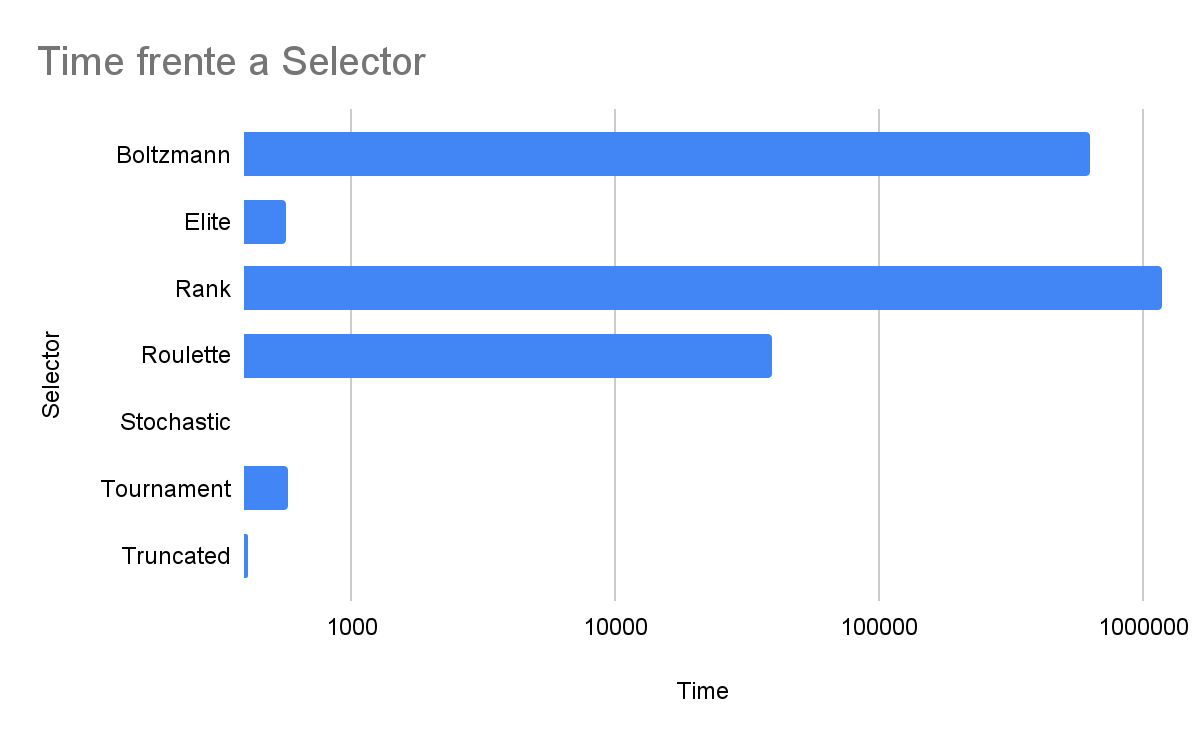 Time frente a Selector
Selector
Boltzmann
Elite
Rank
Roulette
Stochastic
Tournament
Truncated
1000
10000
100000
1000000
Time